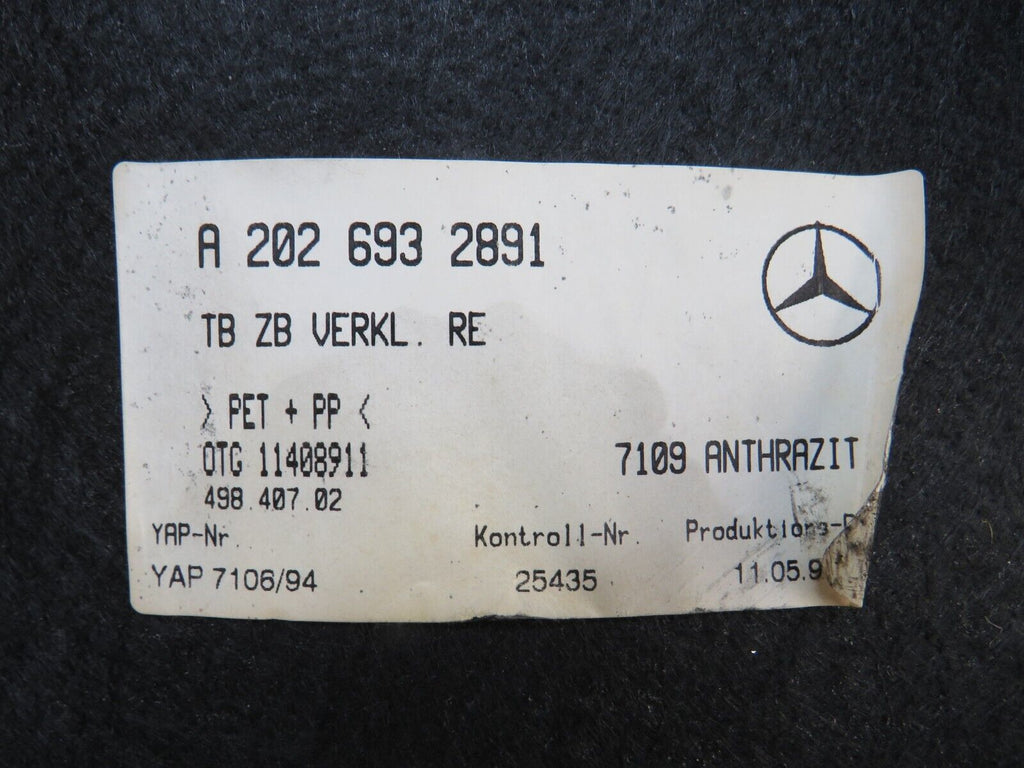 A 202 693 2891
TB ZB VERKL. RE
> PET + PP <
OTG 11408911
7109 ANTHRAZIT
498.407.02
YAP-Nr.
Kontroll-Nr.
YAP 7106/94
25435